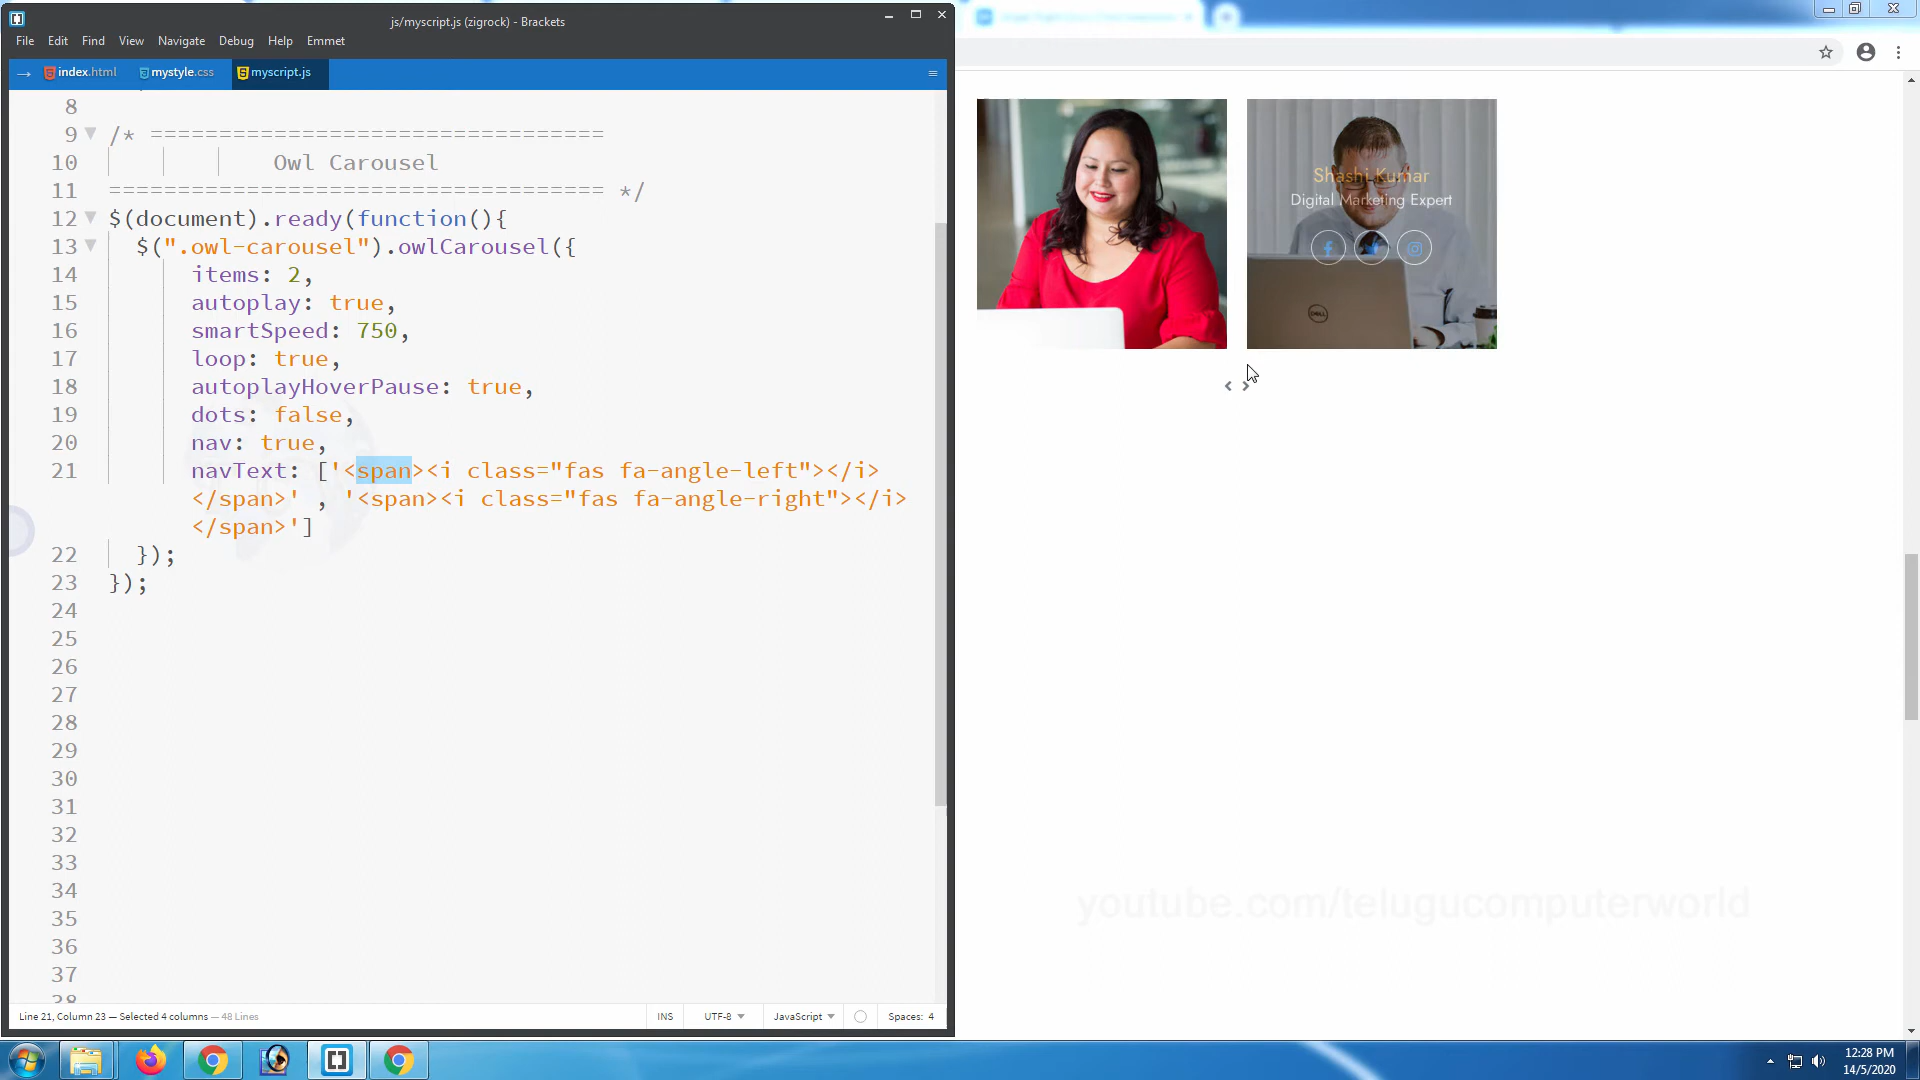 js/myscript.js (zigrock) - Brackets
File Edit Find View Navigate Debug Help Emmet
index.html mystyle.css myscript.js
8
9 /* =================================
10 Owl Carousel
11 ==================================== */
12 $(document).ready(function(){
13 $(".owl-carousel").owlCarousel({
14 items: 2,
15 autoplay: true,
16 smartSpeed: 750,
17 loop: true,
18 autoplayHoverPause: true,
19 dots: false,
20 nav: true,
21 navText: ['<span><i class="fas fa-angle-left"></i>
</span>' , '<span><i class="fas fa-angle-right"></i>
</span>']
22 });
23 });
24
25
26
27
28
29
30
31
32
33
34
35
36
37
38
Line 21, Column 23 — Selected 4 columns — 48 Lines
INS UTF-8 JavaScript Spaces: 4
Shashi Kumar
Digital Marketing Expert
DELL
youtube.com/telugucomputerworld
12:28 PM
14/5/2020